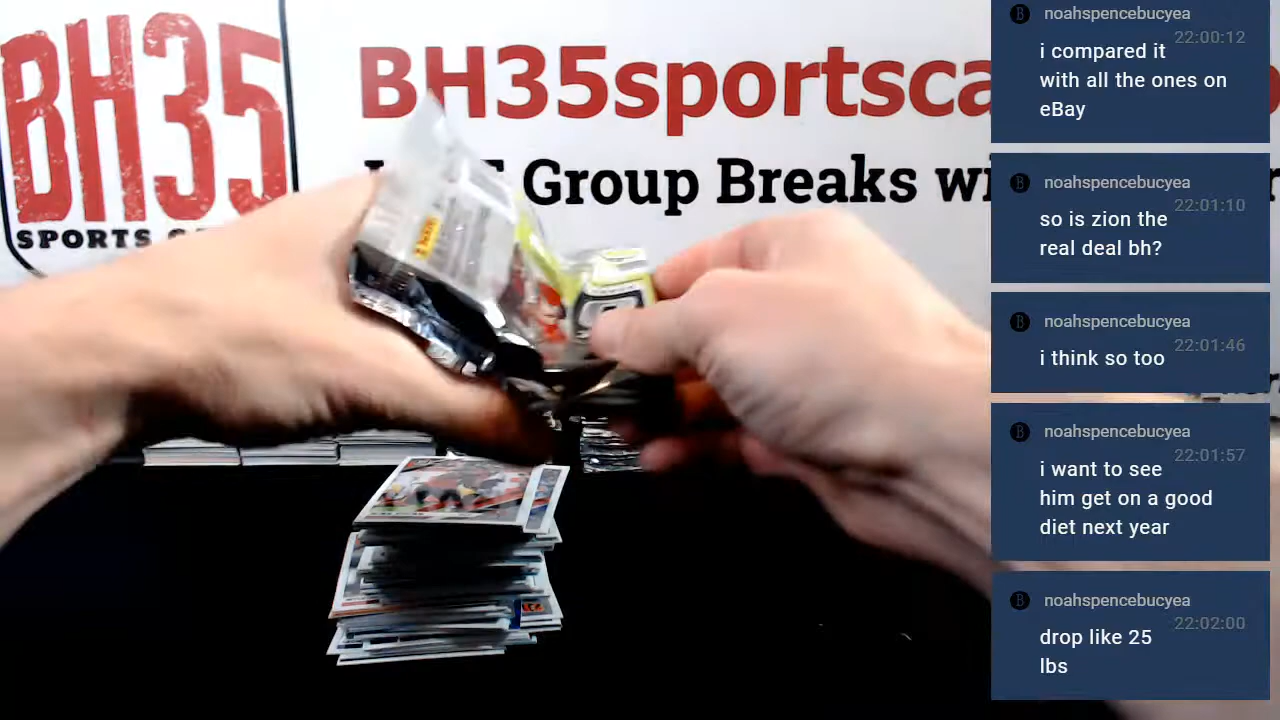 BH35
SPORTS
BH35sportsca
Group Breaks wi
noahspencebucyea
22:00:12
i compared it
with all the ones on
eBay
noahspencebucyea
22:01:10
so is zion the
real deal bh?
noahspencebucyea
22:01:46
i think so too
noahspencebucyea
22:01:57
i want to see
him get on a good
diet next year
noahspencebucyea
22:02:00
drop like 25
lbs